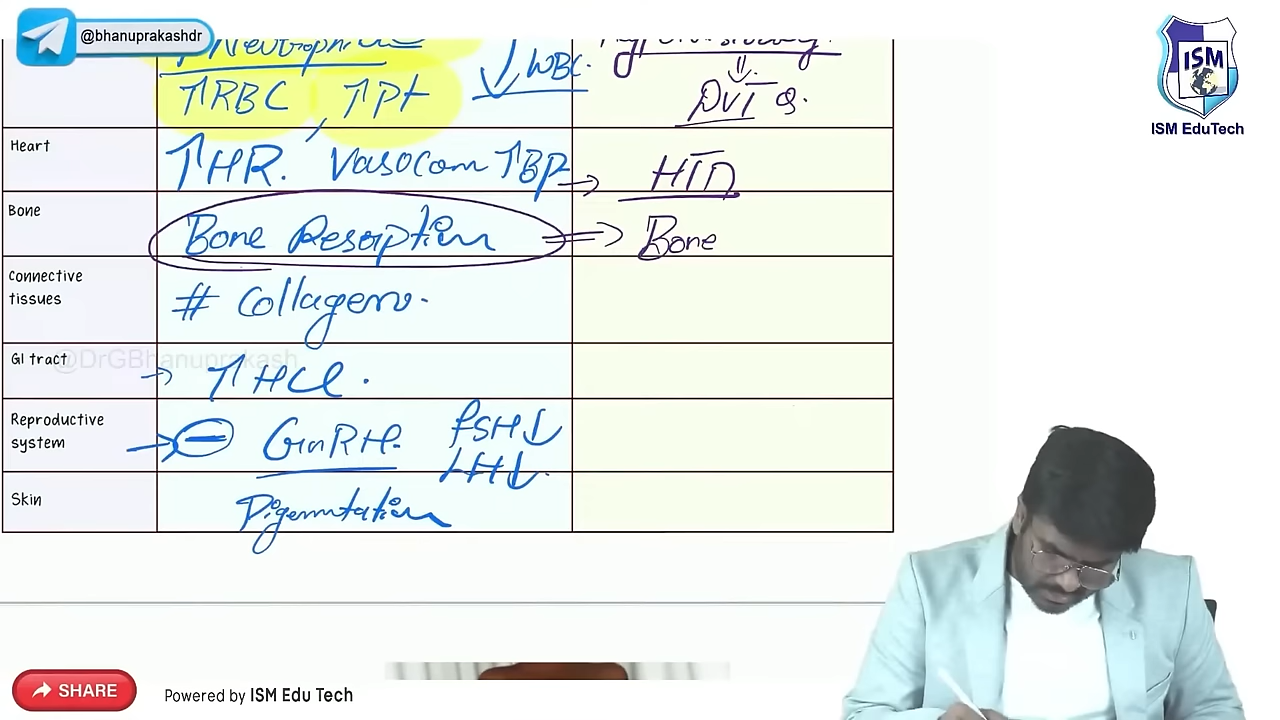 @bhanuprakashdr
↑RBC ↑Pt
↓WBC.
DVT
ISM
ISM EduTech
Heart
↑HR. Vasocon ↑BP → HTN
Bone
Bone Resorption ⇒ Bone
Connective
tissues
# Collagen.
@DrGBhanuprakash
GI tract
→ ↑HCl.
Reproductive
system
→ − GnRH. FSH↓
LH↓
Skin
Pigmentation
SHARE
Powered by ISM Edu Tech